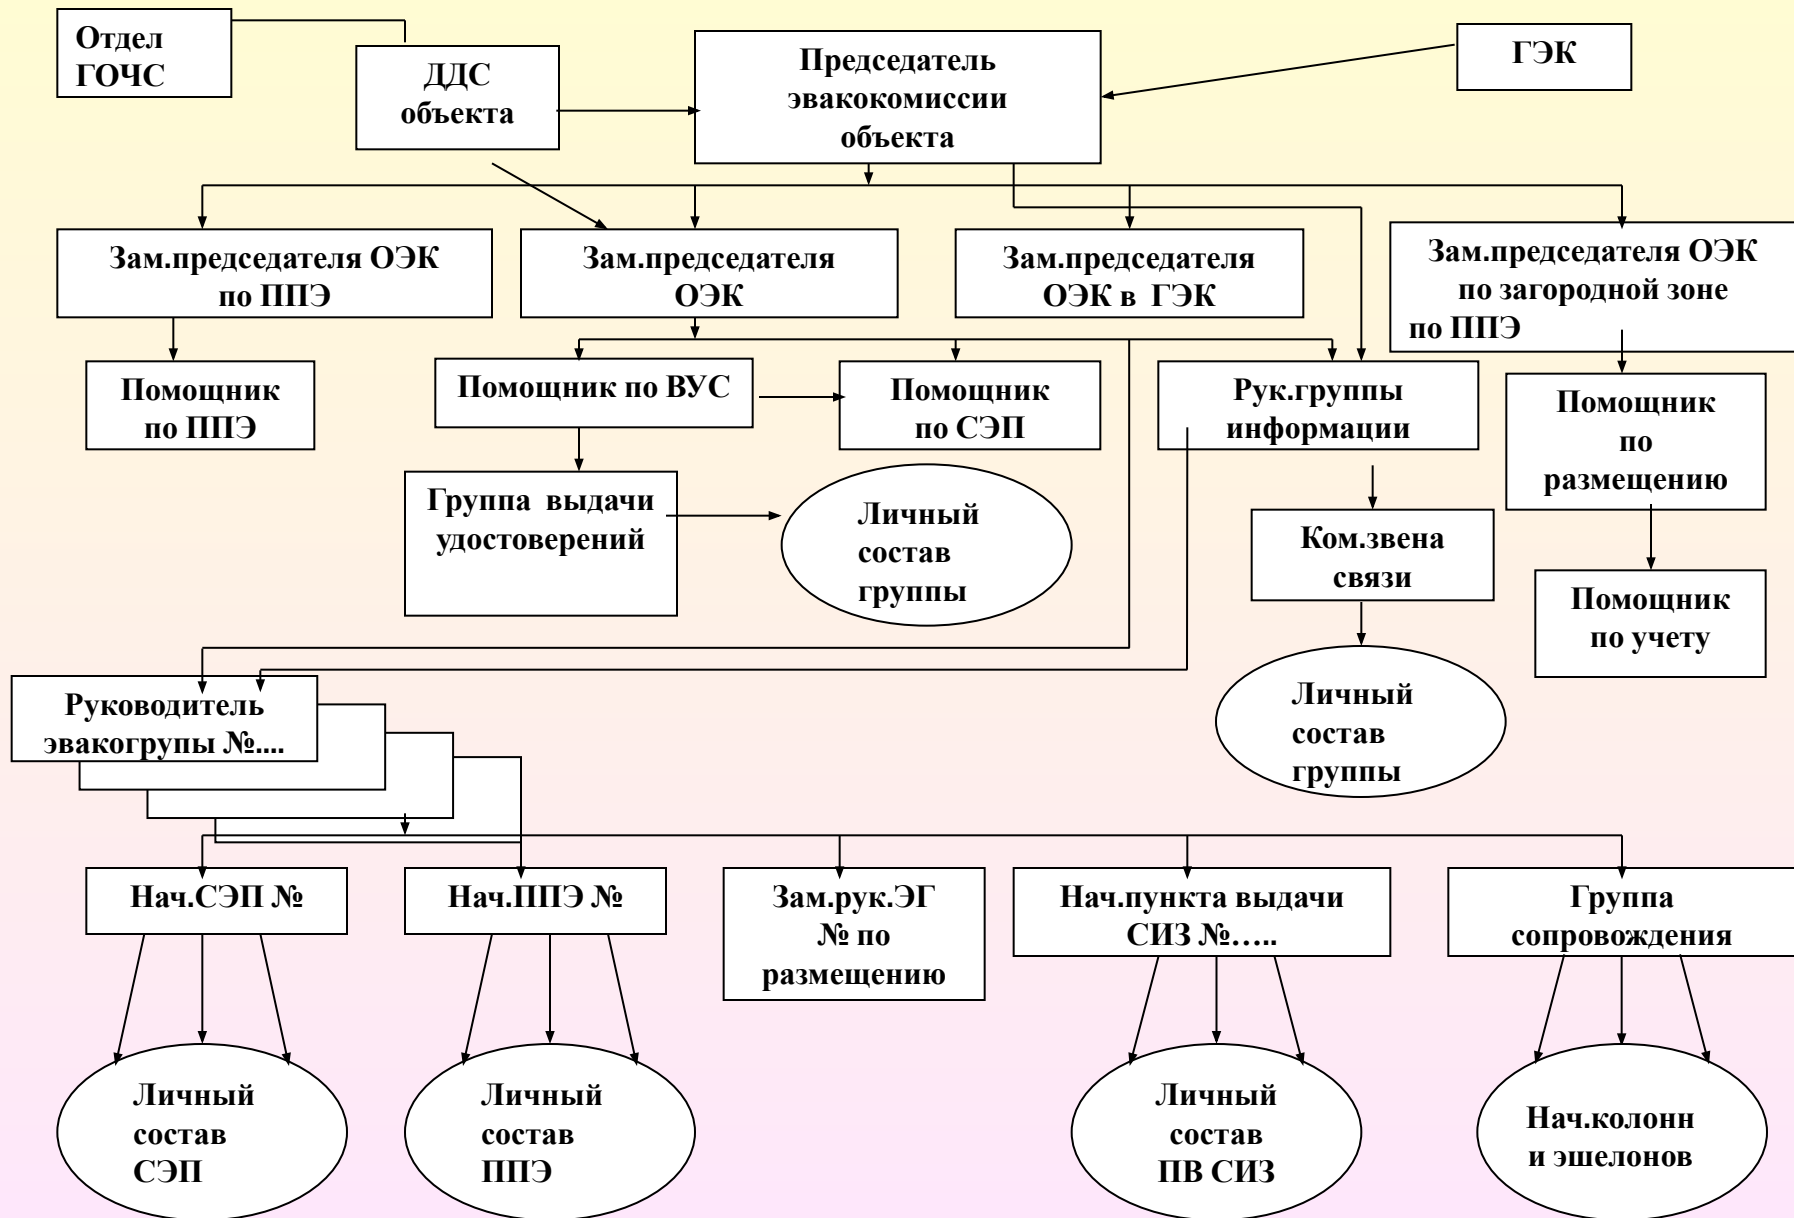 Отдел
ГОЧС
ДДС
объекта
Председатель
эвакокомиссии
объекта
ГЭК
Зам.председателя ОЭК
по ППЭ
Зам.председателя
ОЭК
Зам.председателя
ОЭК в ГЭК
Зам.председателя ОЭК
по загородной зоне
по ППЭ
Помощник
по ППЭ
Помощник по ВУС
Помощник
по СЭП
Рук.группы
информации
Помощник
по
размещению
Группа выдачи
удостоверений
Личный
состав
группы
Ком.звена
связи
Помощник
по учету
Личный
состав
группы
Руководитель
эвакогрупы №....
Нач.СЭП №
Нач.ППЭ №
Зам.рук.ЭГ
№ по
размещению
Нач.пункта выдачи
СИЗ №…..
Группа
сопровождения
Личный
состав
СЭП
Личный
состав
ППЭ
Личный
состав
ПВ СИЗ
Нач.колонн
и эшелонов